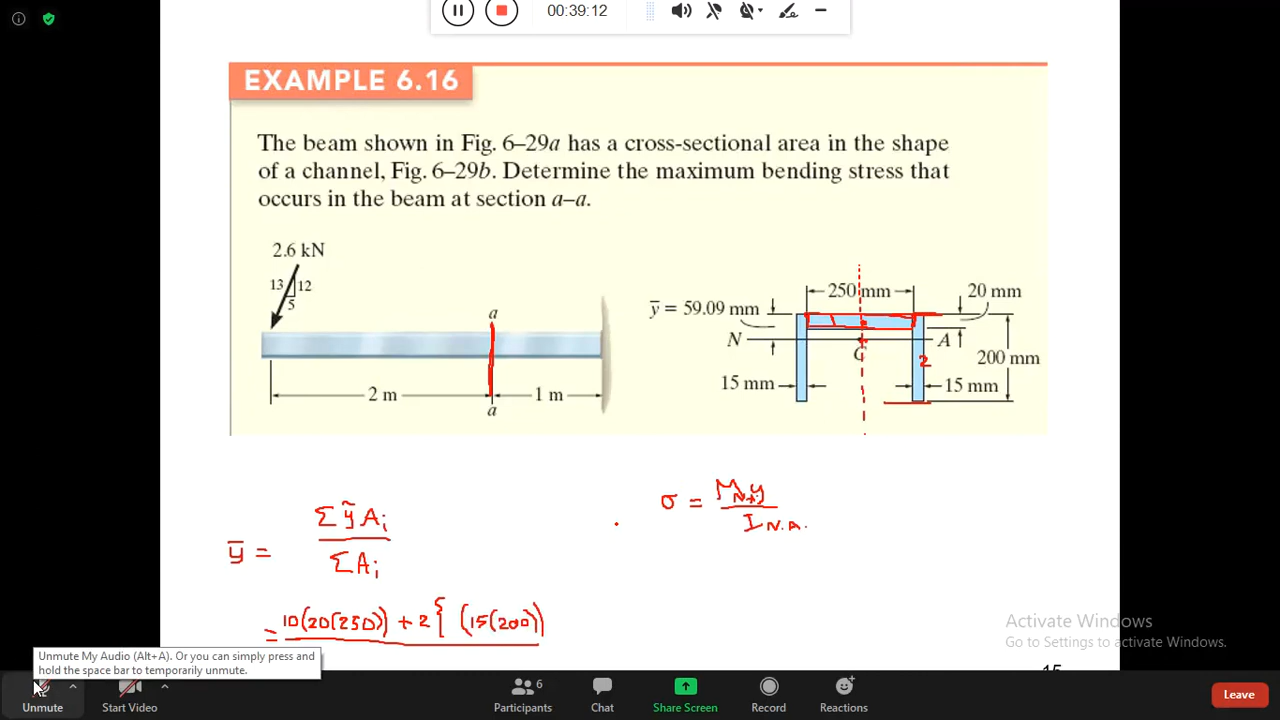 00:39:12
EXAMPLE 6.16
The beam shown in Fig. 6–29a has a cross-sectional area in the shape
of a channel, Fig. 6–29b. Determine the maximum bending stress that
occurs in the beam at section a–a.
2.6 kN
13
12
5
a
2 m
1 m
a
250 mm
20 mm
y̅ = 59.09 mm
N
A
C
2
200 mm
15 mm
15 mm
σ = M y
I N.A.
y̅ = Σ ỹ Aᵢ
Σ Aᵢ
= 10(20(250)) + 2{ (15(200))
Activate Windows
Go to Settings to activate Windows.
15
Unmute My Audio (Alt+A). Or you can simply press and
hold the space bar to temporarily unmute.
Unmute
Start Video
6
Participants
Chat
Share Screen
Record
Reactions
Leave